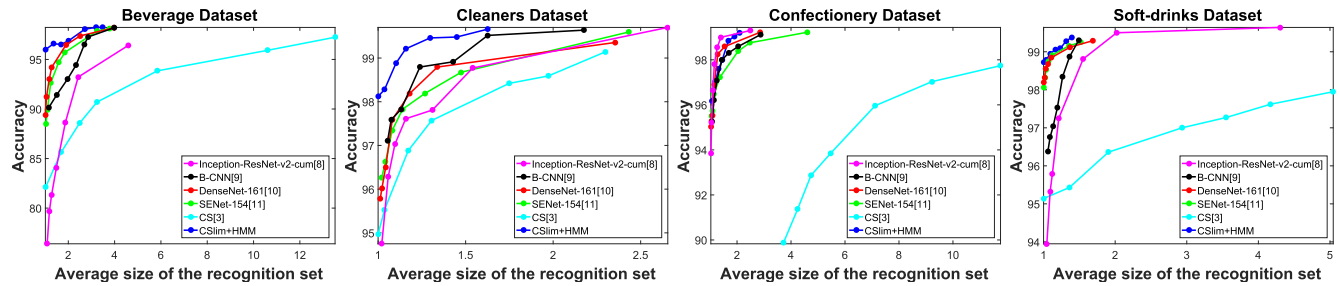 Beverage Dataset
Accuracy
95
90
85
80
2 4 6 8 10 12
Average size of the recognition set
Inception-ResNet-v2-cum[8]
B-CNN[9]
DenseNet-161[10]
SENet-154[11]
CS[3]
CSlim+HMM
Cleaners Dataset
Accuracy
99
98
97
96
95
1 1.5 2 2.5
Average size of the recognition set
Inception-ResNet-v2-cum[8]
B-CNN[9]
DenseNet-161[10]
SENet-154[11]
CS[3]
CSlim+HMM
Confectionery Dataset
Accuracy
98
96
94
92
90
2 4 6 8 10
Average size of the recognition set
Inception-ResNet-v2-cum[8]
B-CNN[9]
DenseNet-161[10]
SENet-154[11]
CS[3]
CSlim+HMM
Soft-drinks Dataset
Accuracy
99
98
97
96
95
94
1 2 3 4 5
Average size of the recognition set
Inception-ResNet-v2-cum[8]
B-CNN[9]
DenseNet-161[10]
SENet-154[11]
CS[3]
CSlim+HMM